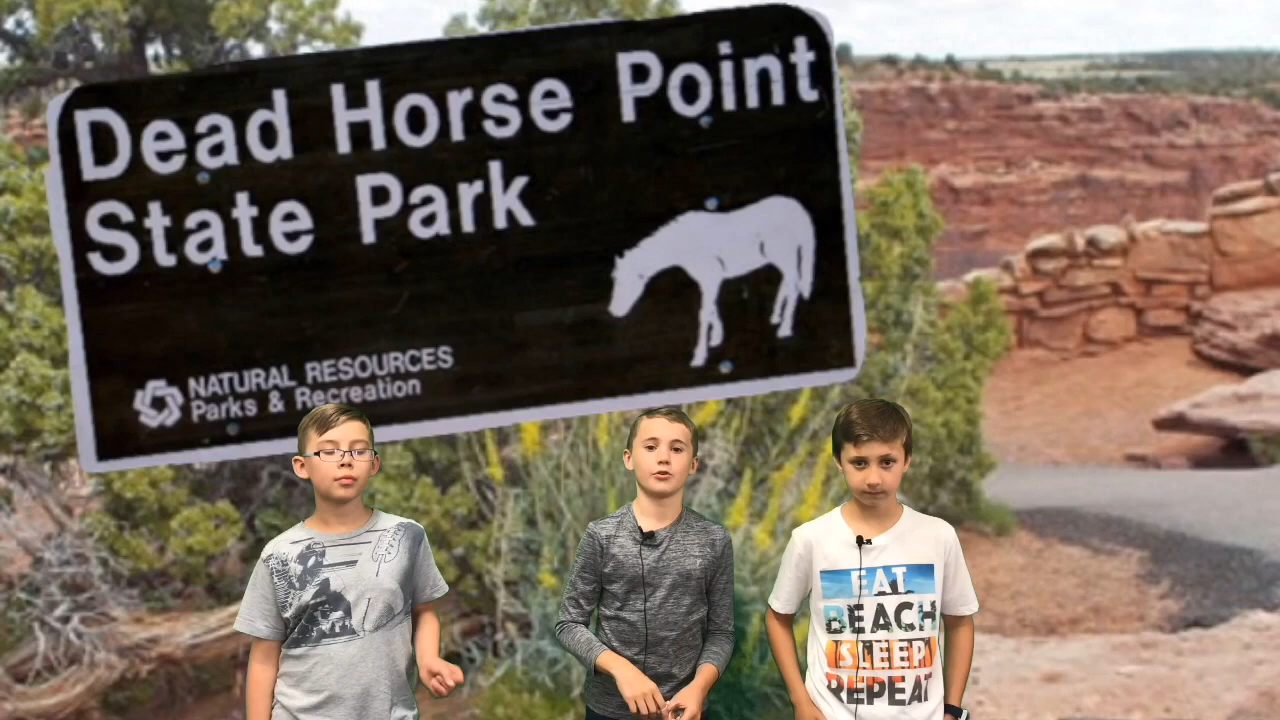 Dead Horse Point
State Park
NATURAL RESOURCES
Parks & Recreation
EAT
BEACH
SLEEP
REPEAT